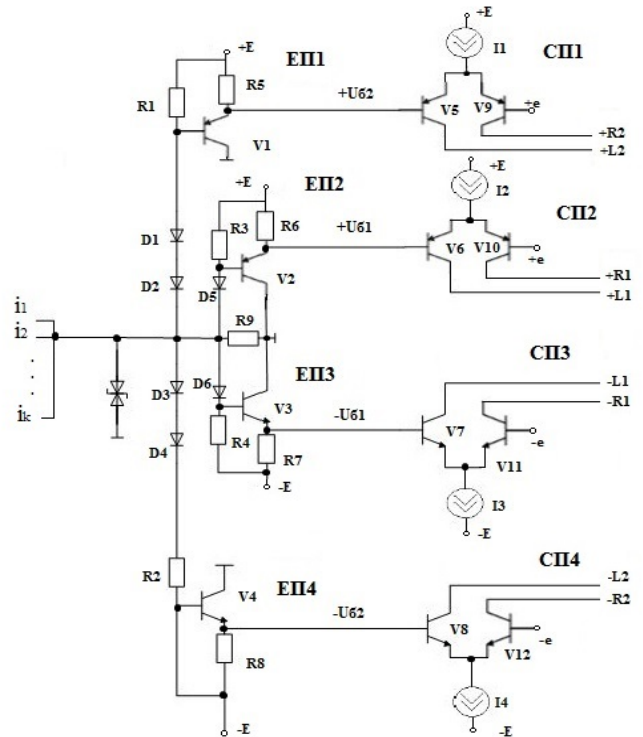 +E
+E
I1
СП1
R5
ЕП1
R1
+Uб2
V5
V9
+e
V1
+R2
+L2
+E
I2
+E
ЕП2
СП2
R3
R6
+Uб1
V6
V10
+e
D1
V2
D5
D2
+R1
+L1
i1
i2
R9
D6
D3
ЕП3
СП3
-L1
-R1
ik
V3
-Uб1
V7
-e
D4
R4
R7
V11
-E
I3
-E
R2
V4
ЕП4
СП4
-L2
-R2
-Uб2
V8
-e
V12
R8
I4
-E
-E